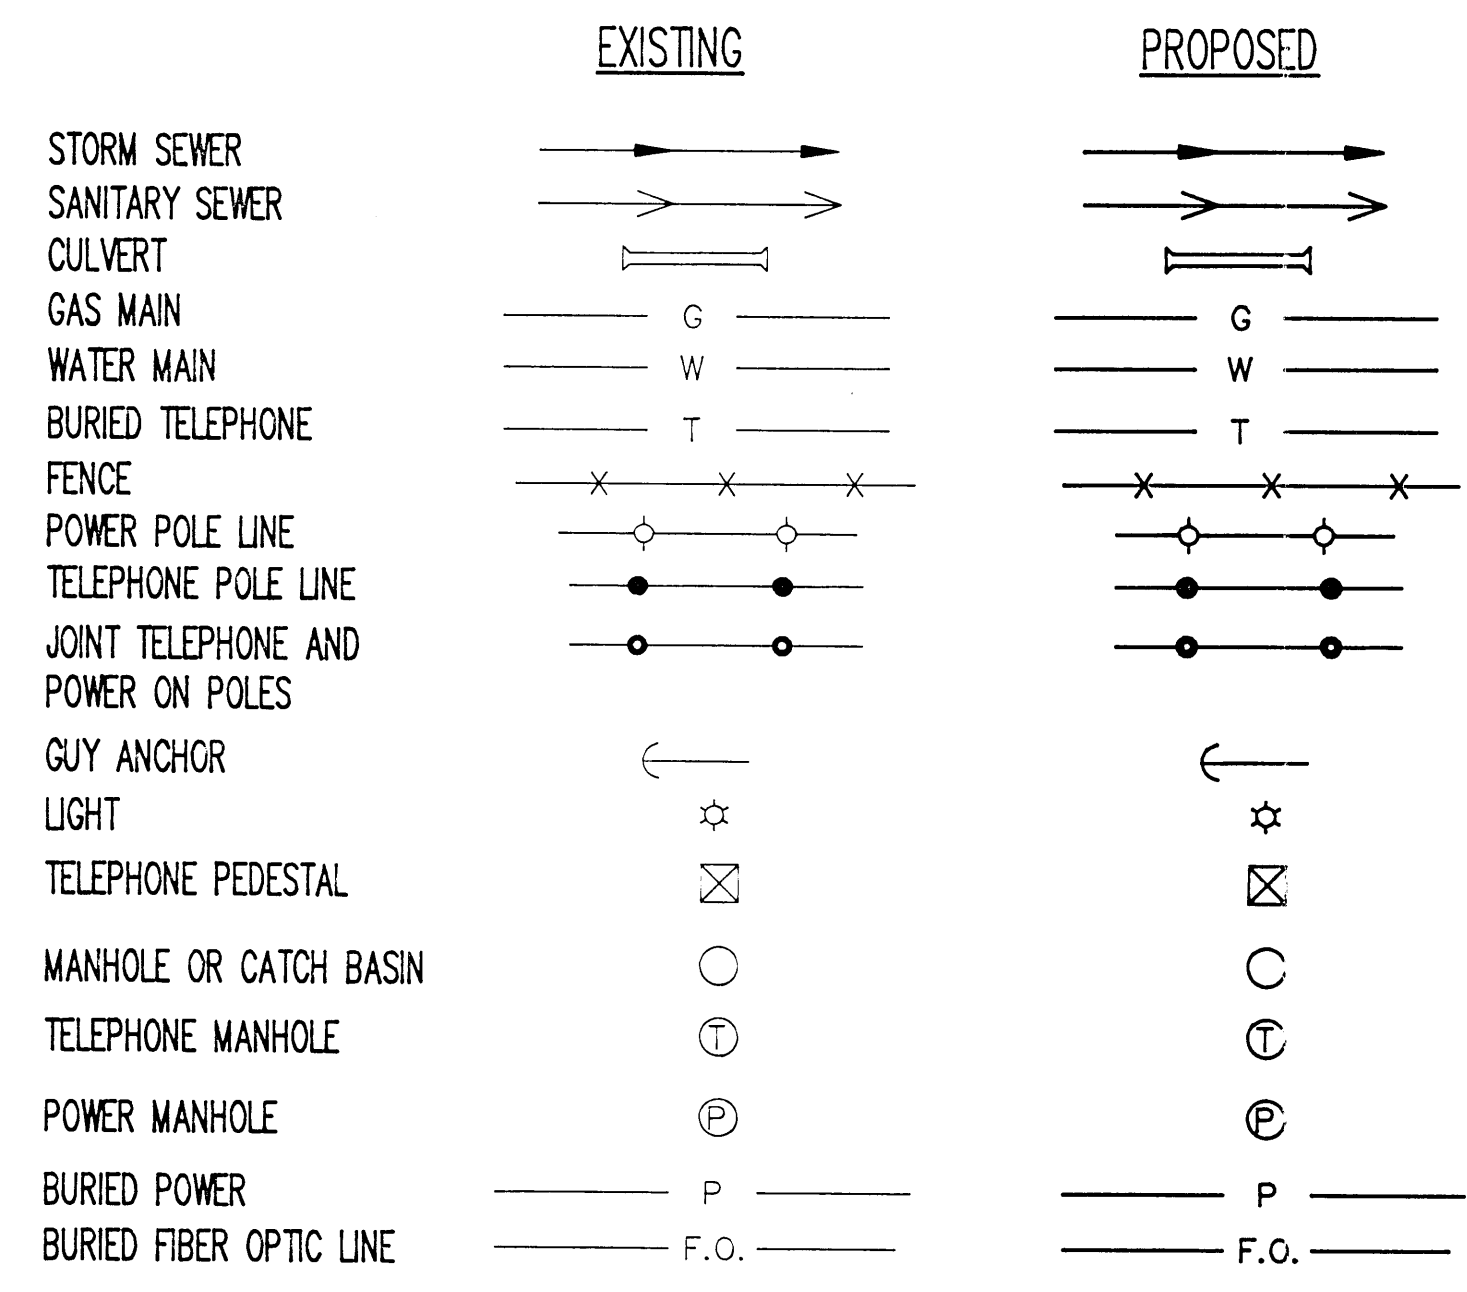 EXISTING PROPOSED
STORM SEWER
SANITARY SEWER
CULVERT
GAS MAIN G G
WATER MAIN W W
BURIED TELEPHONE T T
FENCE
POWER POLE LINE
TELEPHONE POLE LINE
JOINT TELEPHONE AND
POWER ON POLES
GUY ANCHOR
LIGHT
TELEPHONE PEDESTAL
MANHOLE OR CATCH BASIN
TELEPHONE MANHOLE T T
POWER MANHOLE P P
BURIED POWER P P
BURIED FIBER OPTIC LINE F.O. F.O.